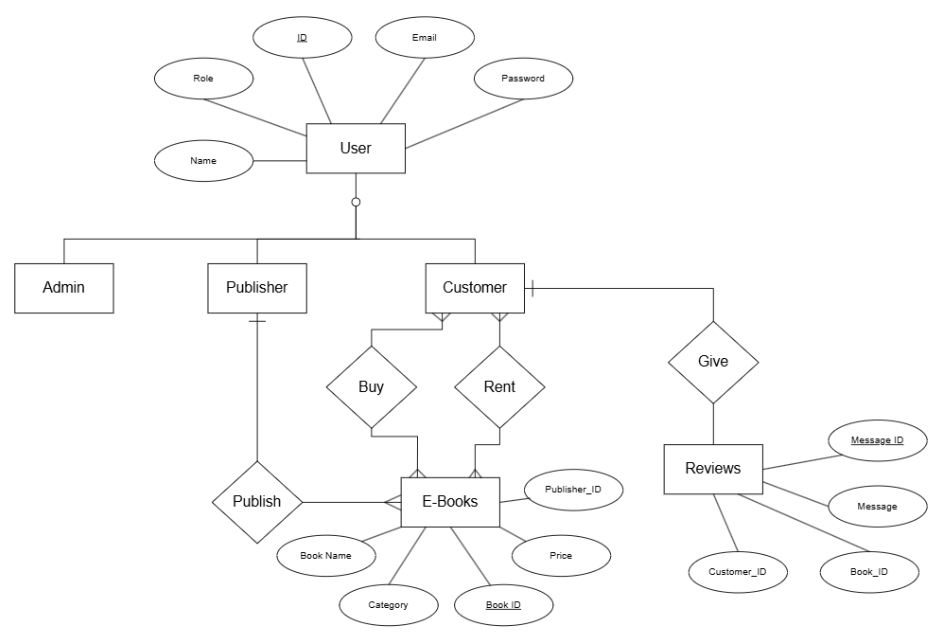 ID
Email
Role
Password
User
Name
Admin
Publisher
Customer
Buy
Rent
Give
Message ID
Reviews
Publisher_ID
Publish
E-Books
Message
Book Name
Price
Customer_ID
Book_ID
Category
Book ID